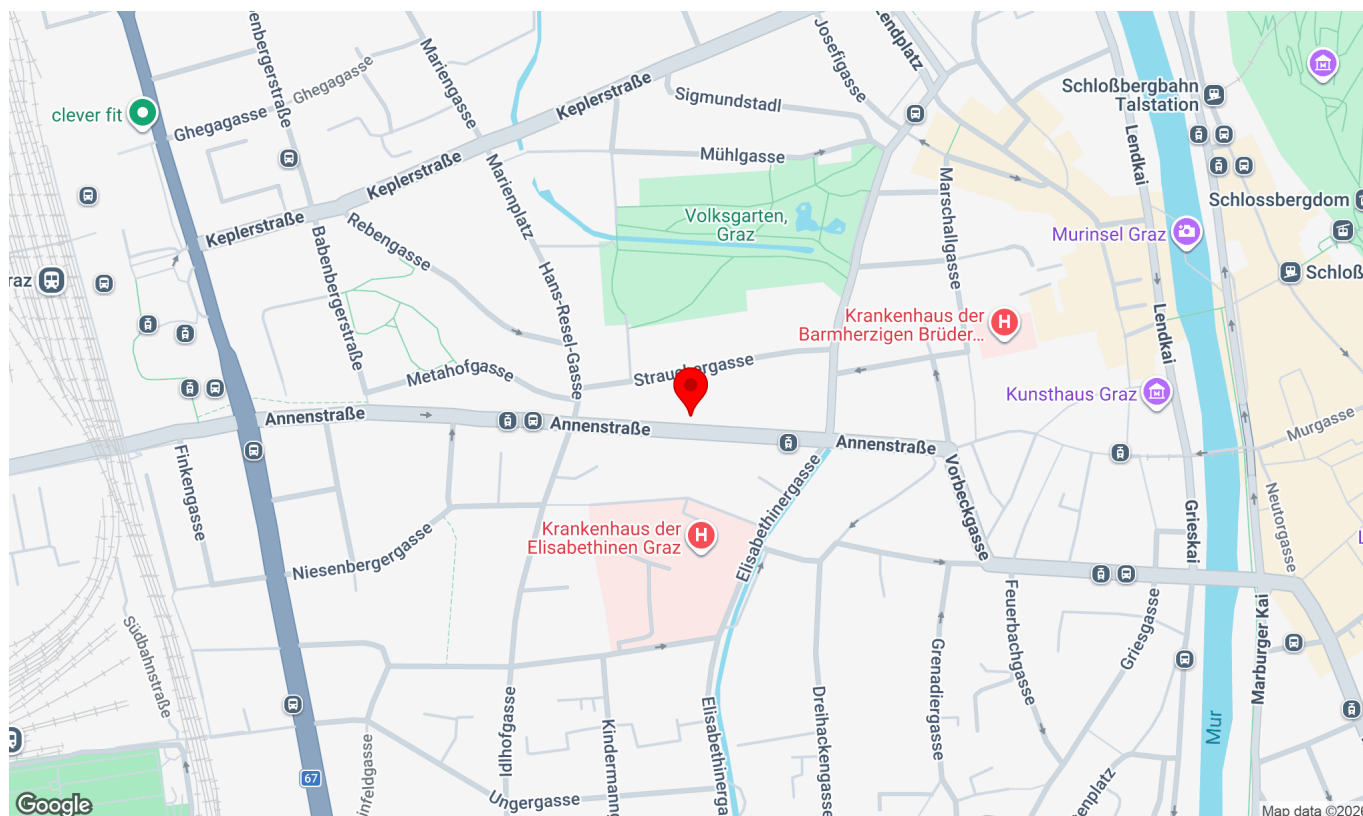 Mariengasse
Josefigasse
Lendplatz
Schloßbergbahn
Talstation
clever fit
Ghegagasse
Ghegagasse
Keplerstraße
Sigmundstadl
Lendkai
Keplerstraße
Mühlgasse
Marienplatz
Marschallgasse
Schlossbergdom
Keplerstraße
Rebengasse
Volksgarten,
Graz
Murinsel Graz
Babenbergerstraße
Hans-Resel-Gasse
Krankenhaus der
Barmherzigen Brüder...
Lendkai
Metahofgasse
Kunsthaus Graz
Annenstraße
Annenstraße
Annenstraße
Murgasse
Finkengasse
Vorbeckgasse
Elisabethinergasse
Neutorgasse
Grieskai
Krankenhaus der
Elisabethinen Graz
Niesenbergergasse
Südbahnstraße
Feuerbachgasse
Griesgasse
Marburger Kai
Grenadiergasse
Dreihackengasse
Idlhofgasse
Mur
67
Ungergasse
Google
Map data ©2026